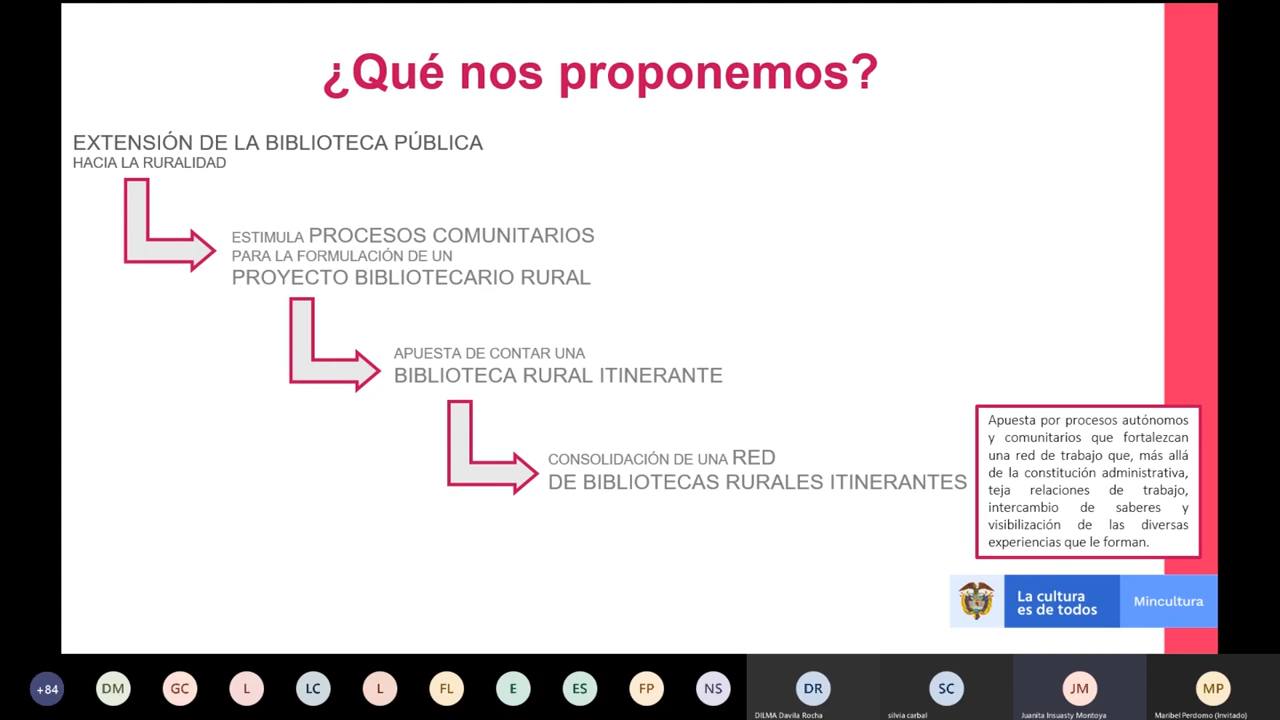 ¿Qué nos proponemos?
EXTENSIÓN DE LA BIBLIOTECA PÚBLICA
HACIA LA RURALIDAD
ESTIMULA PROCESOS COMUNITARIOS
PARA LA FORMULACIÓN DE UN
PROYECTO BIBLIOTECARIO RURAL
APUESTA DE CONTAR UNA
BIBLIOTECA RURAL ITINERANTE
CONSOLIDACIÓN DE UNA RED
DE BIBLIOTECAS RURALES ITINERANTES
Apuesta por procesos autónomos
y comunitarios que fortalezcan
una red de trabajo que, más allá
de la constitución administrativa,
teja relaciones de trabajo,
intercambio de saberes y
visibilización de las diversas
experiencias que le forman.
La cultura
es de todos
Mincultura
+84 DM GC L LC L FL E ES FP NS DR SC JM MP
DILMA Davila Rocha silvia carbal Juanita Insuasty Montoya Maribel Perdomo (Invitado)